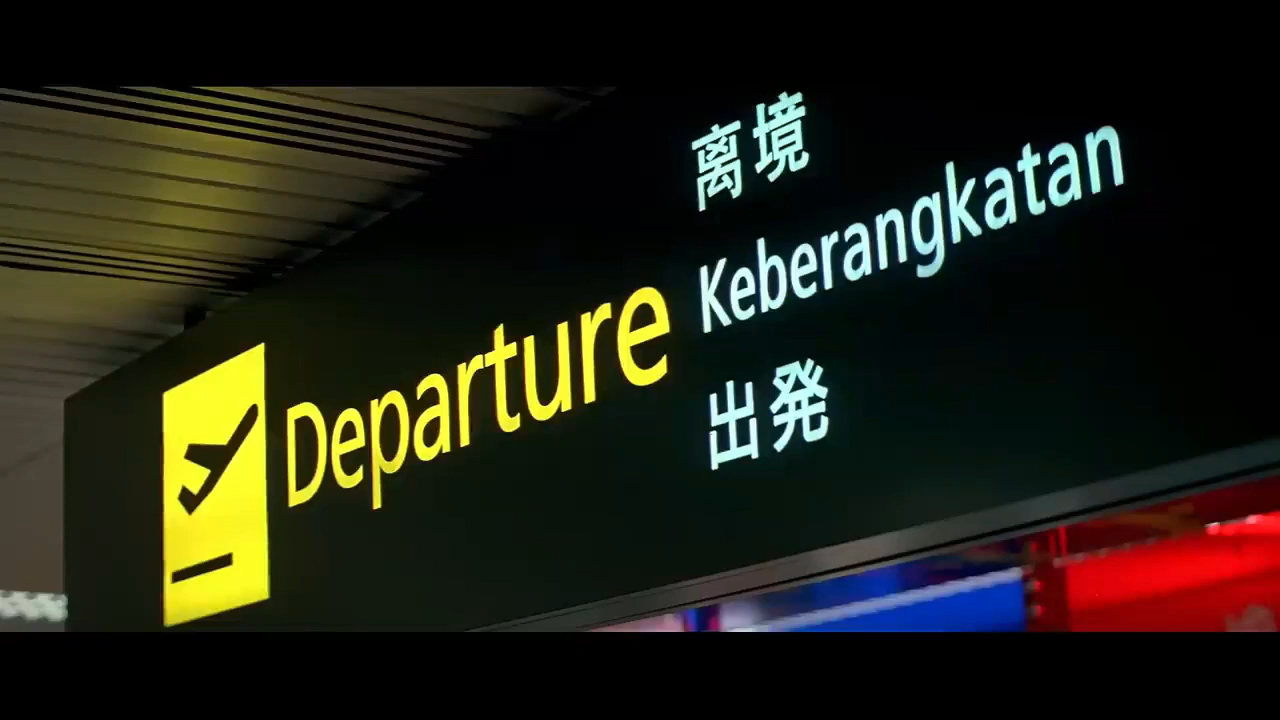 Departure
离境
Keberangkatan
出発